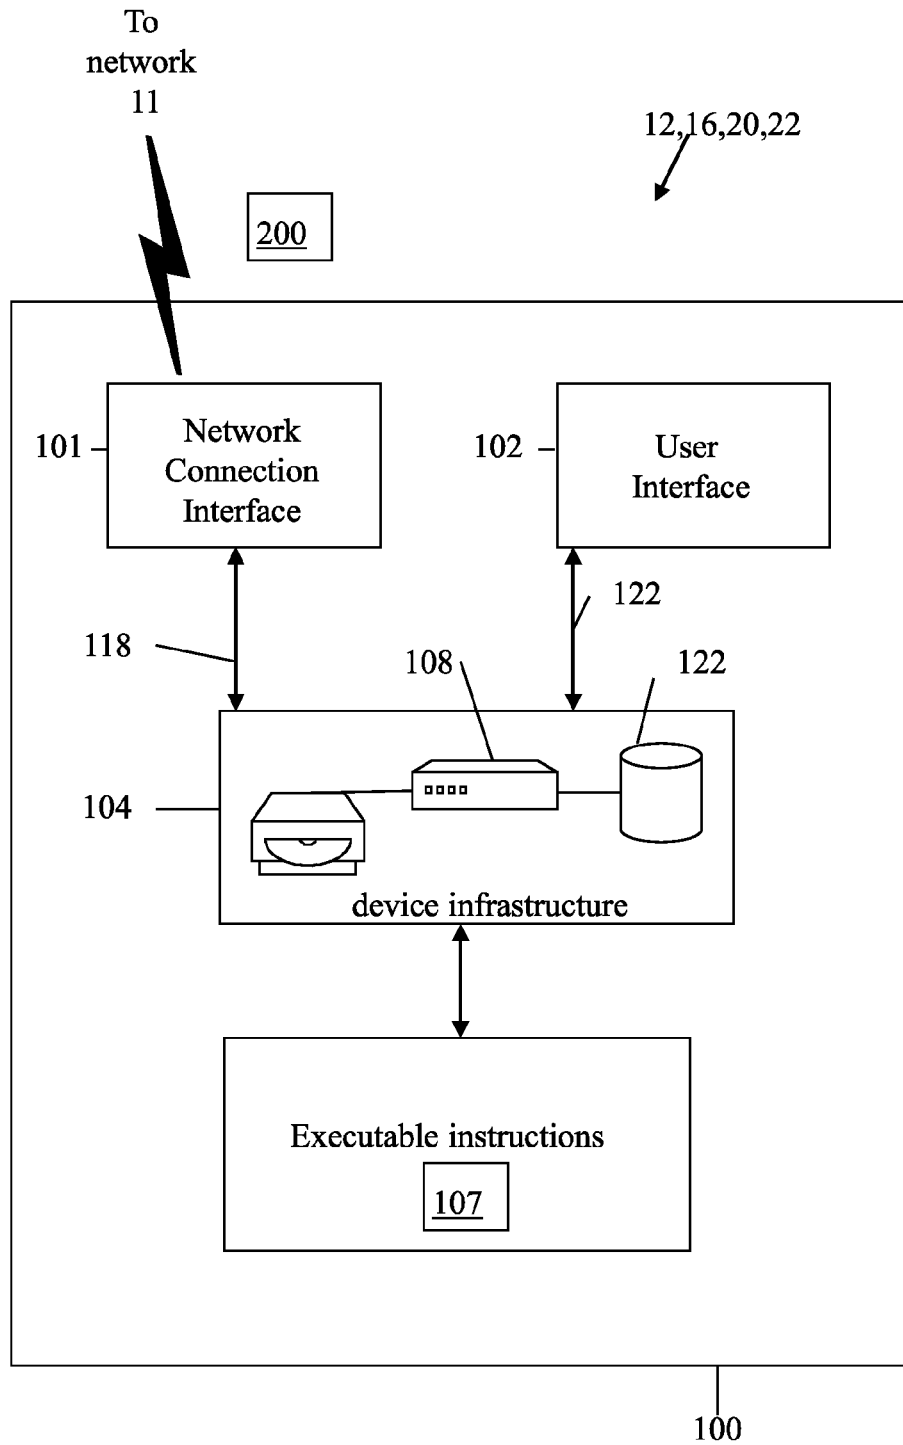 To
network
11
12,16,20,22
200
101
Network
Connection
Interface
102
User
Interface
118
122
108
122
104
device infrastructure
Executable instructions
107
100